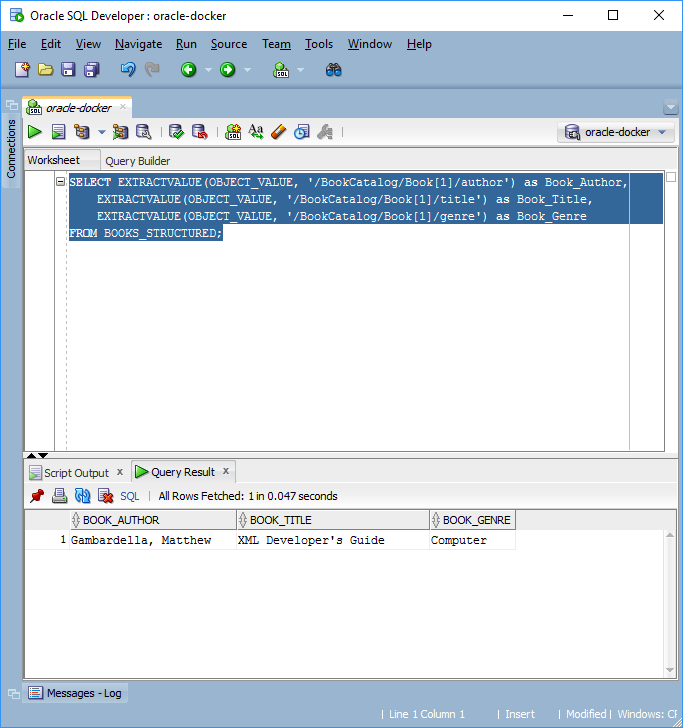 Oracle SQL Developer : oracle-docker
File Edit View Navigate Run Source Team Tools Window Help
SQL
Connections
SQL oracle-docker
SQL Aa oracle-docker
Worksheet Query Builder
SELECT EXTRACTVALUE(OBJECT_VALUE, '/BookCatalog/Book[1]/author') as Book_Author,
EXTRACTVALUE(OBJECT_VALUE, '/BookCatalog/Book[1]/title') as Book_Title,
EXTRACTVALUE(OBJECT_VALUE, '/BookCatalog/Book[1]/genre') as Book_Genre
FROM BOOKS_STRUCTURED;
Script Output x Query Result x
SQL | All Rows Fetched: 1 in 0.047 seconds
BOOK_AUTHOR BOOK_TITLE BOOK_GENRE
1 Gambardella, Matthew XML Developer's Guide Computer
Messages - Log
| Line 1 Column 1 | Insert | Modified | Windows: